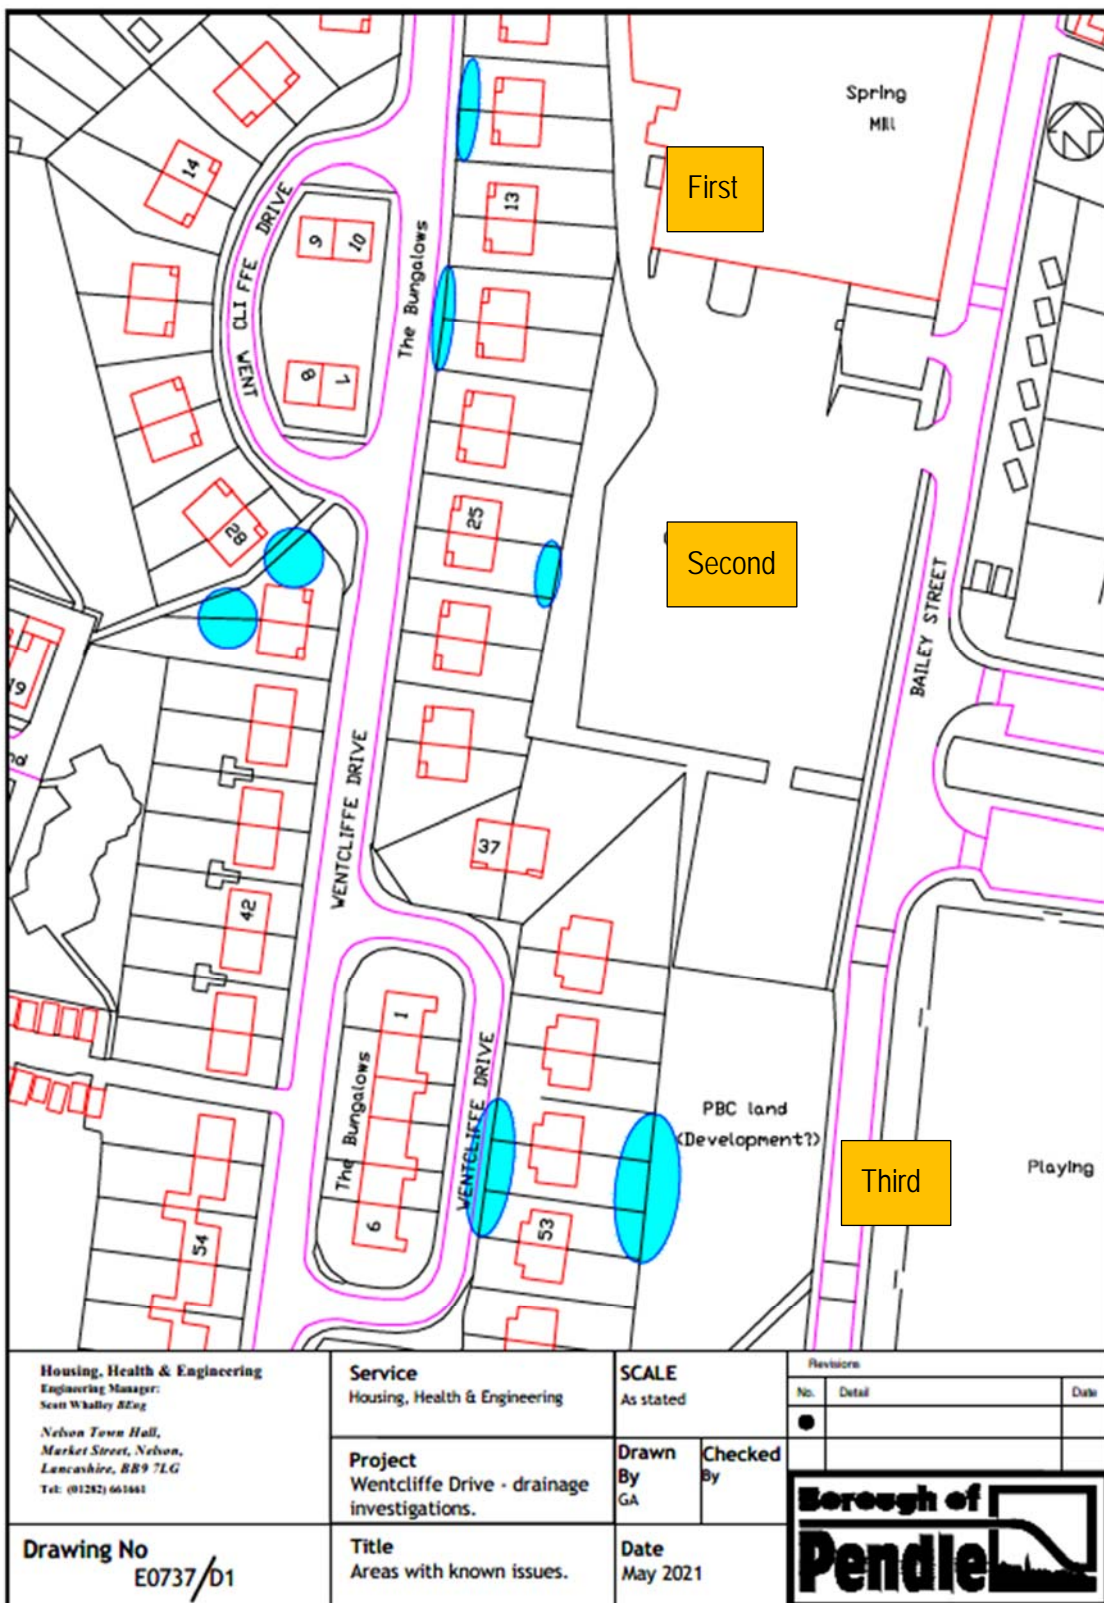 Spring
Mill
First
14
13
WENTCLIFFE DRIVE
9
10
The Bungalows
8
25
28
Second
BAILEY STREET
19
WENTCLIFFE DRIVE
37
42
1
The Bungalows
6
WENTCLIFFE DRIVE
53
54
PBC land
(Development?)
Third
Playing
Housing, Health & Engineering
Engineering Manager:
Scott Whalley BEng
Nelson Town Hall,
Market Street, Nelson,
Lancashire, BB9 7LG
Tel: (01282) 661661
Drawing No
E0737/D1
Service
Housing, Health & Engineering
Project
Wentcliffe Drive - drainage
investigations.
Title
Areas with known issues.
SCALE
As stated
Drawn
By
GA
Checked
By
Date
May 2021
Revisions
No. Detail Date
Borough of
Pendle
N